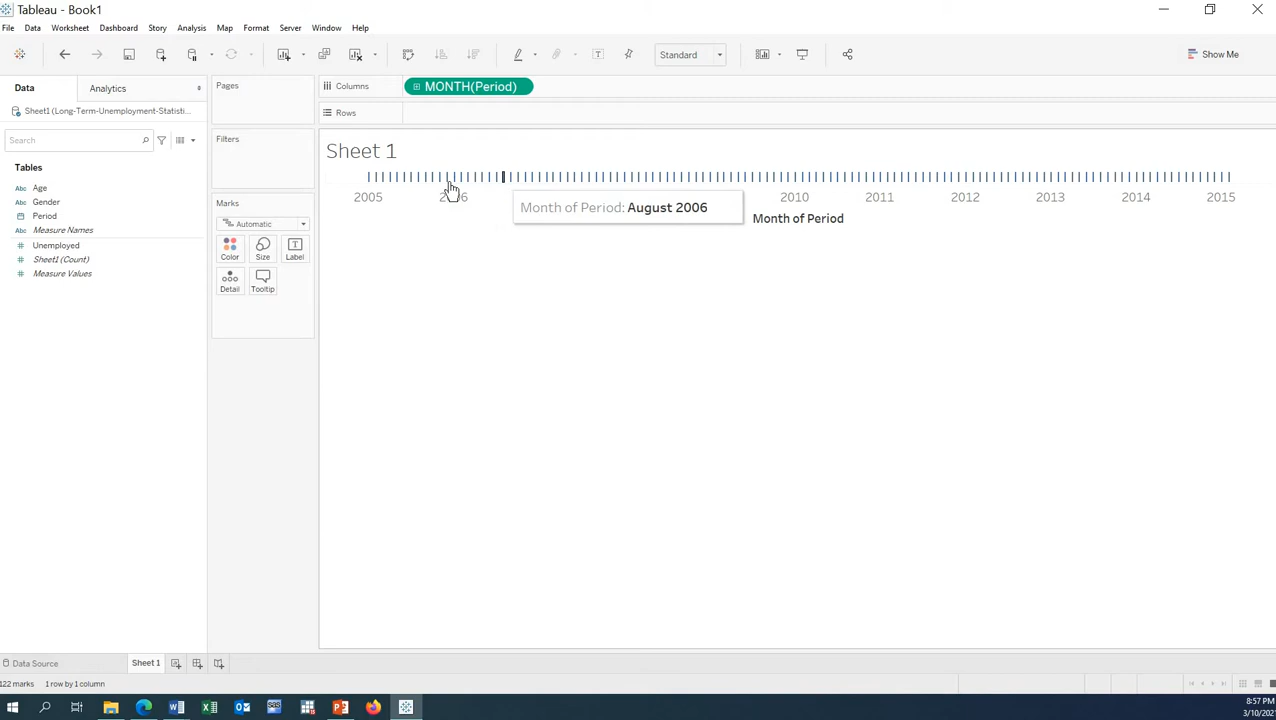 Tableau - Book1
File Data Worksheet Dashboard Story Analysis Map Format Server Window Help
Standard
Show Me
Data Analytics
Sheet1 (Long-Term-Unemployment-Statisti...
Search
Tables
Abc Age
Abc Gender
Period
Abc Measure Names
# Unemployed
# Sheet1 (Count)
# Measure Values
Pages
Filters
Marks
Automatic
Color Size Label
Detail Tooltip
Columns MONTH(Period)
Rows
Sheet 1
2005 2006 2010 2011 2012 2013 2014 2015
Month of Period: August 2006
Month of Period
Data Source Sheet 1
122 marks 1 row by 1 column
8:57 PM